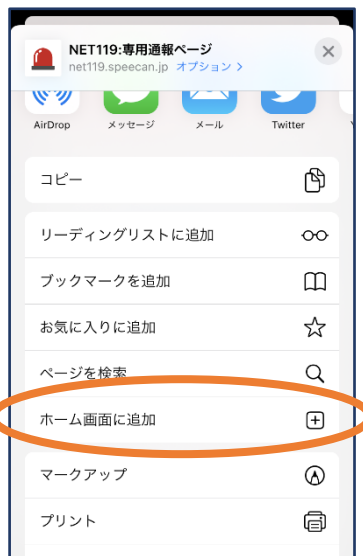 NET119:専用通報ページ
net119.speecan.jp オプション >
AirDrop メッセージ メール Twitter
コピー
リーディングリストに追加
ブックマークを追加
お気に入りに追加
ページを検索
ホーム画面に追加
マークアップ
プリント